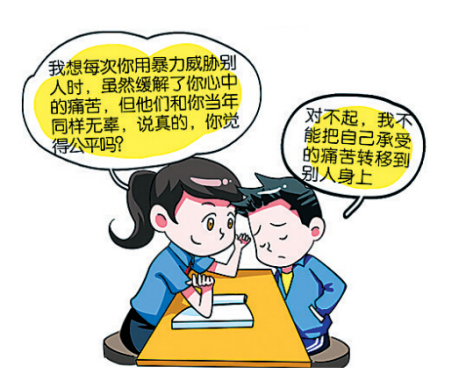 我想每次你用暴力威胁别
人时，虽然缓解了你心中
的痛苦，但他们和你当年
同样无辜，说真的，你觉
得公平吗？
对不起，我不
能把自己承受
的痛苦转移到
别人身上